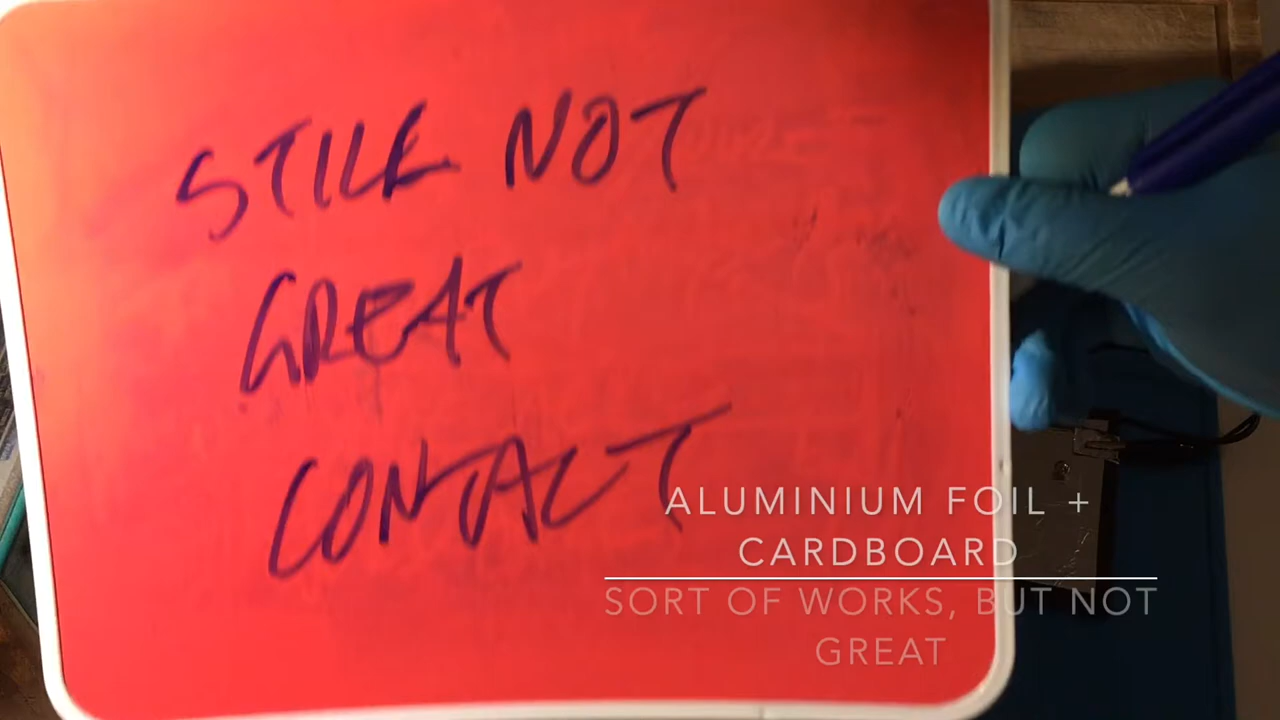 STILL NOT
GREAT
CONTACT
ALUMINIUM FOIL +
CARDBOARD
SORT OF WORKS, BUT NOT
GREAT